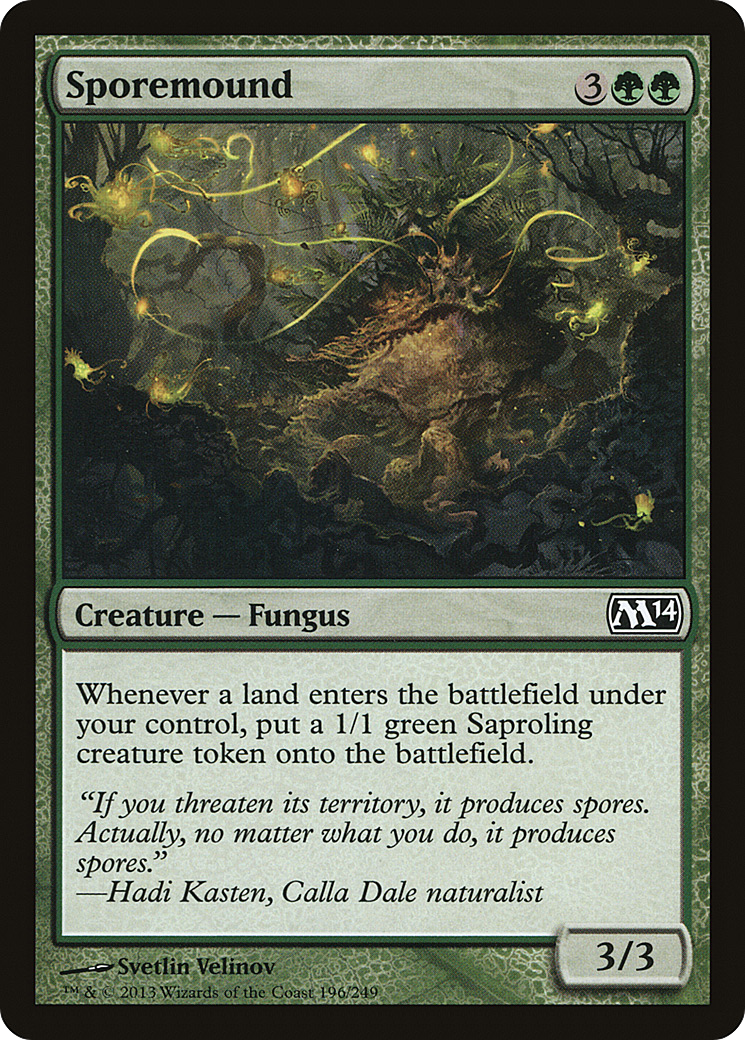 Sporemound
3
Creature — Fungus
M14
Whenever a land enters the battlefield under
your control, put a 1/1 green Saproling
creature token onto the battlefield.
“If you threaten its territory, it produces spores.
Actually, no matter what you do, it produces
spores.”
—Hadi Kasten, Calla Dale naturalist
3/3
Svetlin Velinov
™ & © 2013 Wizards of the Coast 196/249